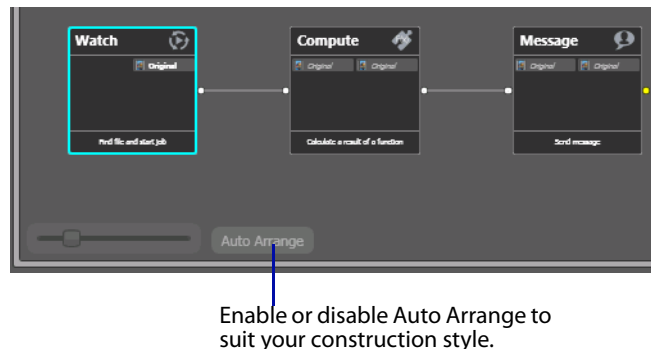 Watch
Compute
Message
Original
Original
Original
Original
Original
Find file and start job
Calculate a result of a function
Send message
Auto Arrange
Enable or disable Auto Arrange to
suit your construction style.